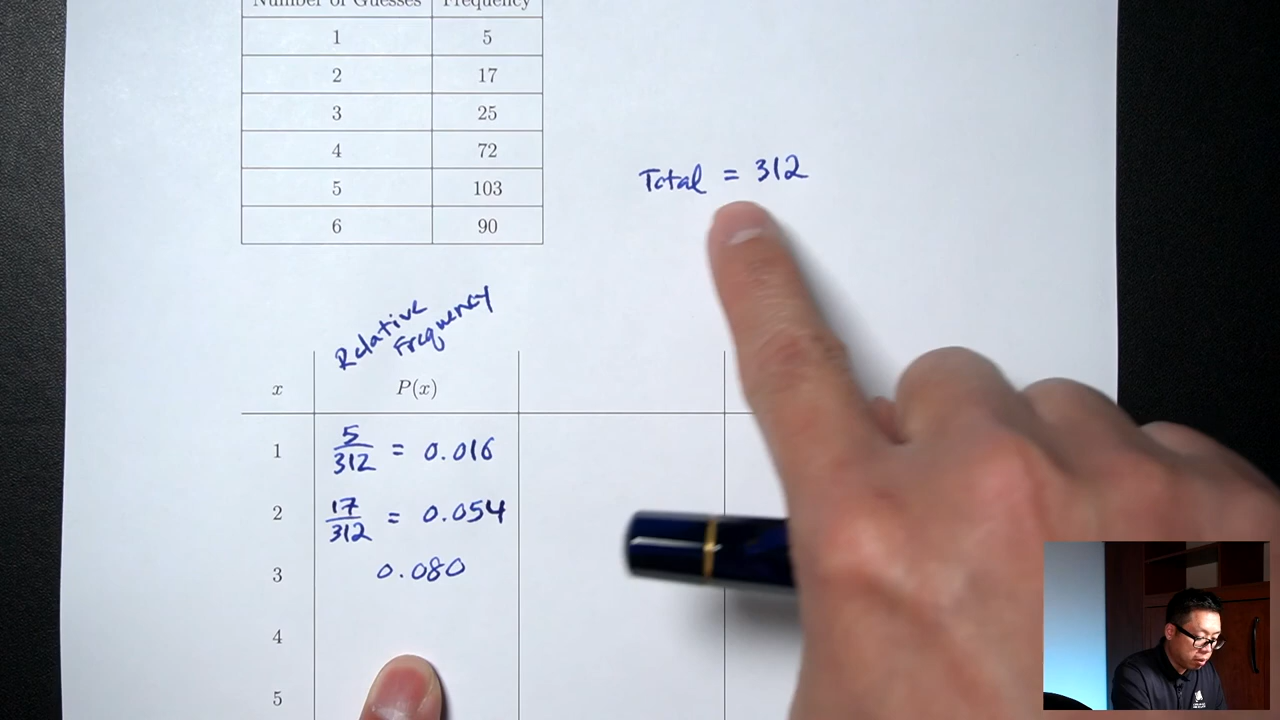 Number of Guesses Frequency
1 5
2 17
3 25
4 72
5 103
6 90
Total = 312
Relative
Frequency
x P(x)
1 5/312 = 0.016
2 17/312 = 0.054
3 0.080
4
5